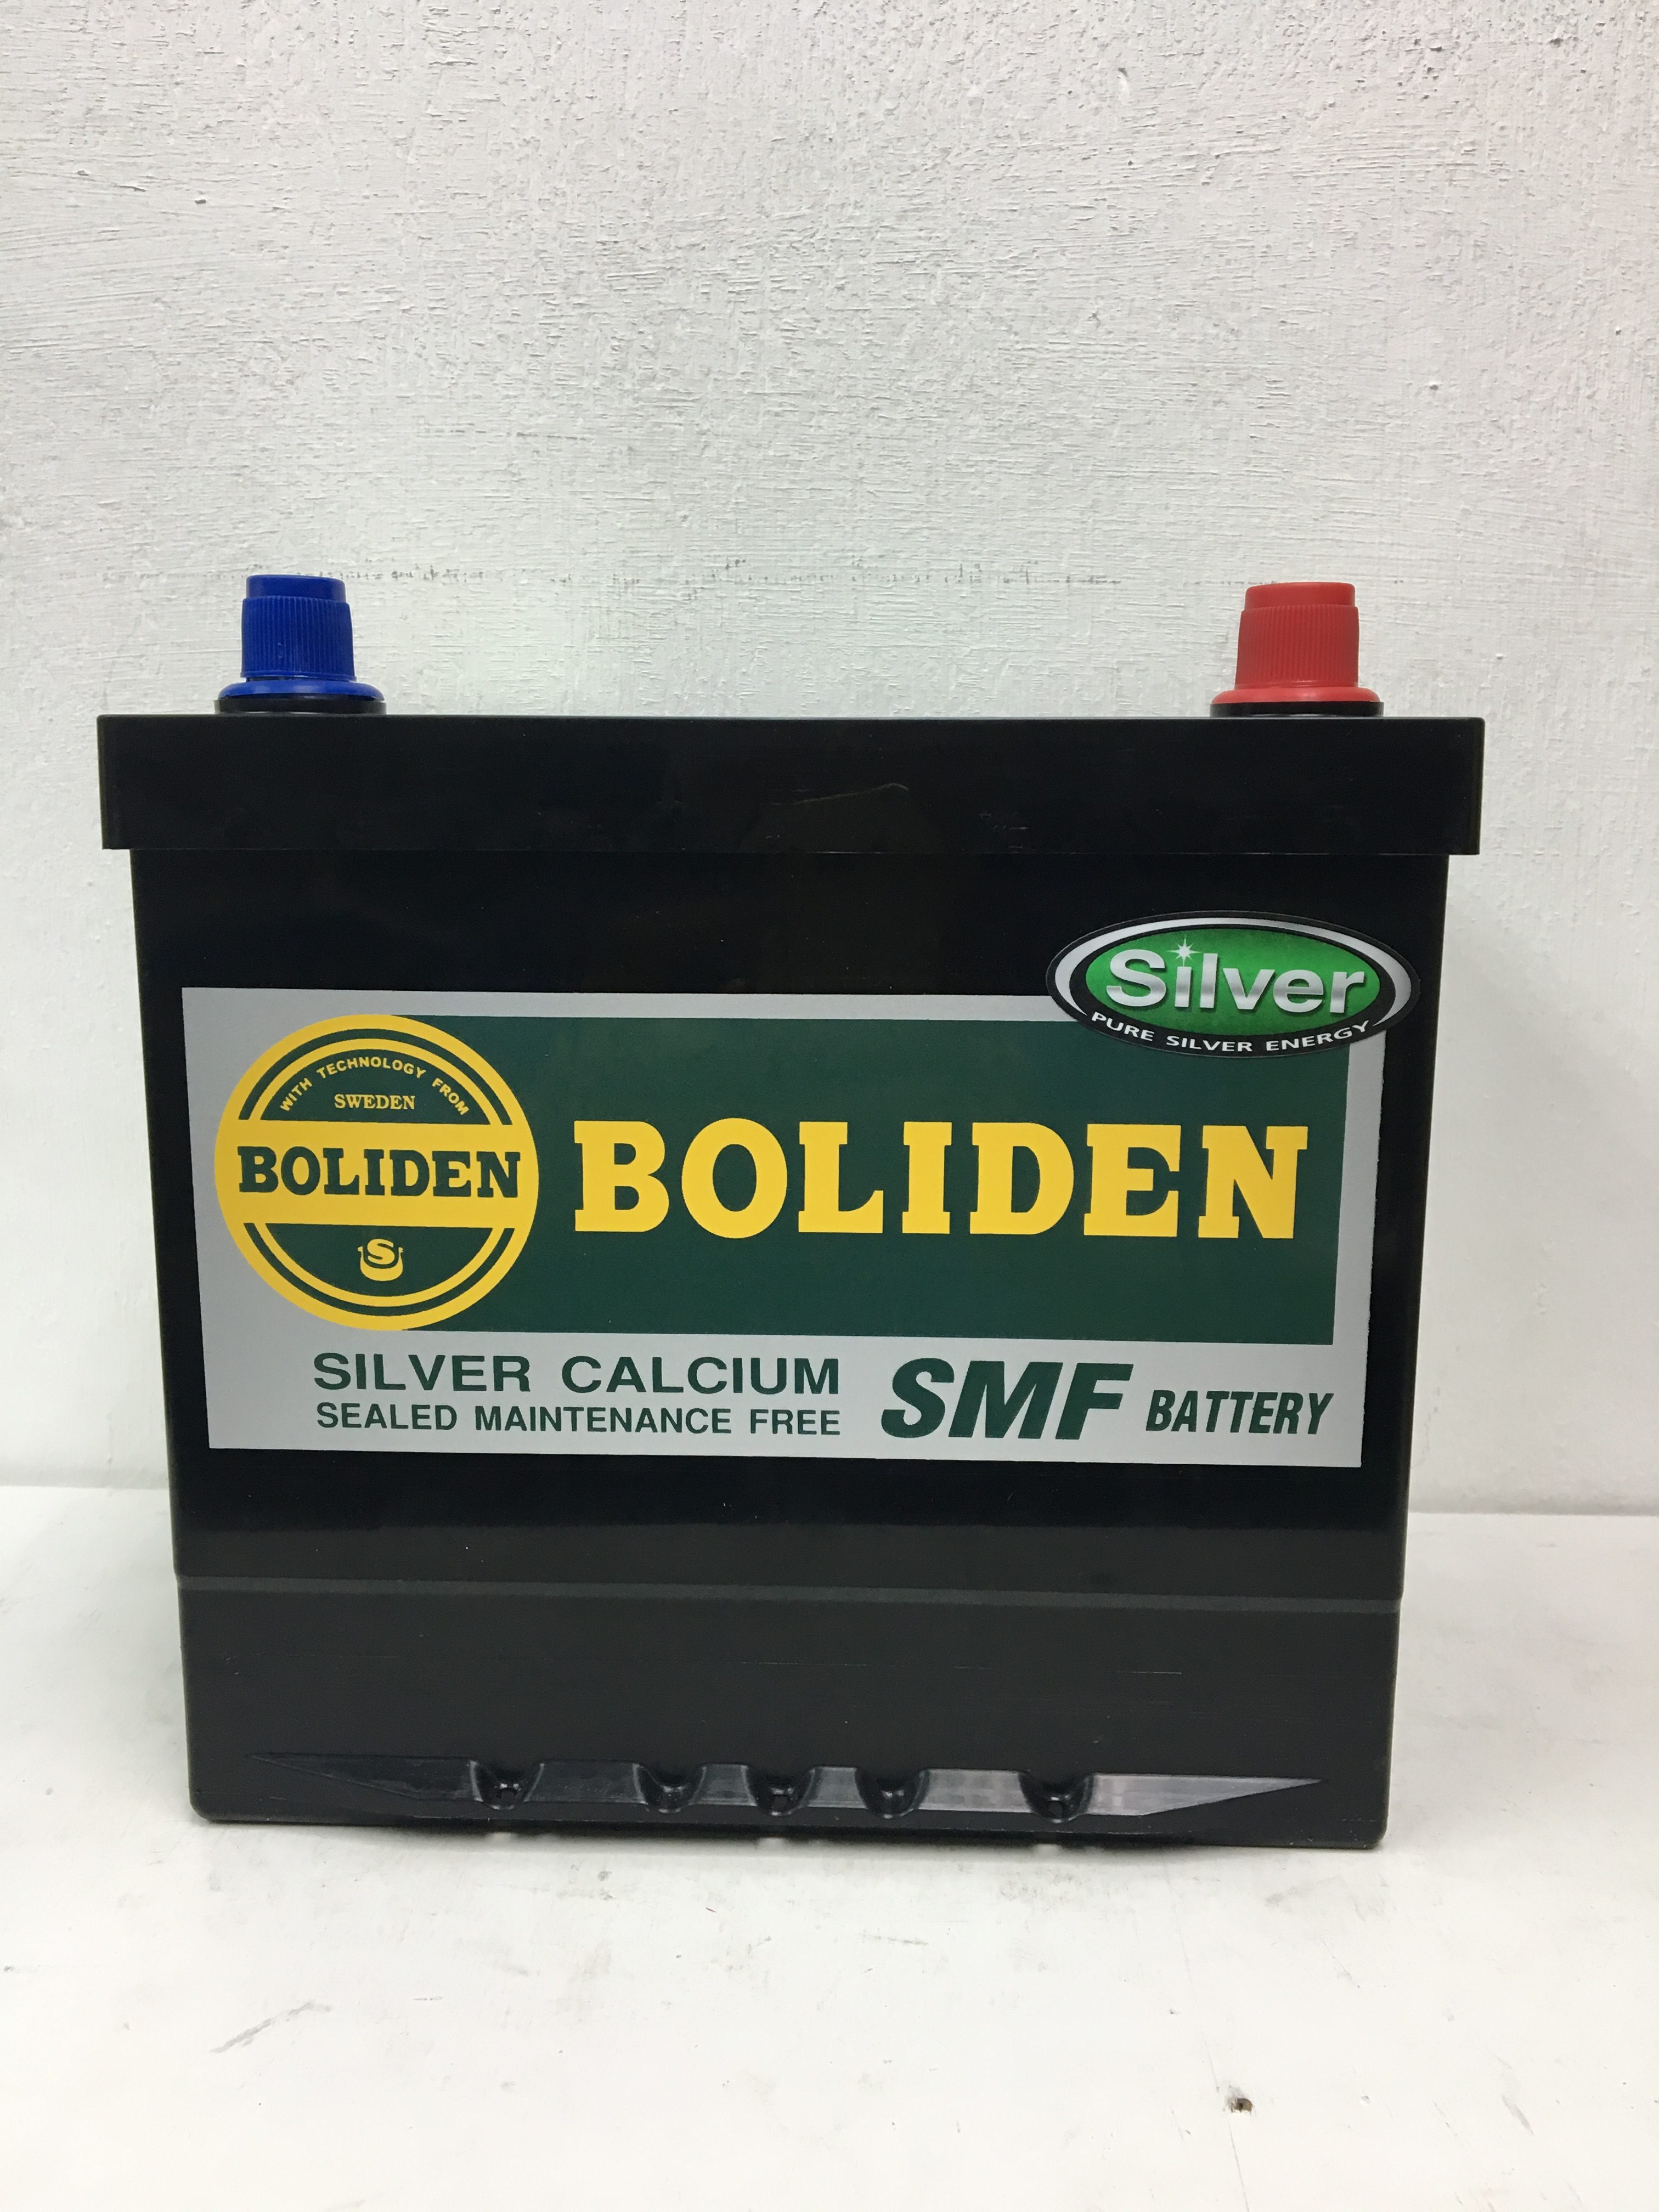 Silver
PURE SILVER ENERGY
WITH TECHNOLOGY FROM
SWEDEN
BOLIDEN
S
BOLIDEN
SILVER CALCIUM
SEALED MAINTENANCE FREE
SMF BATTERY